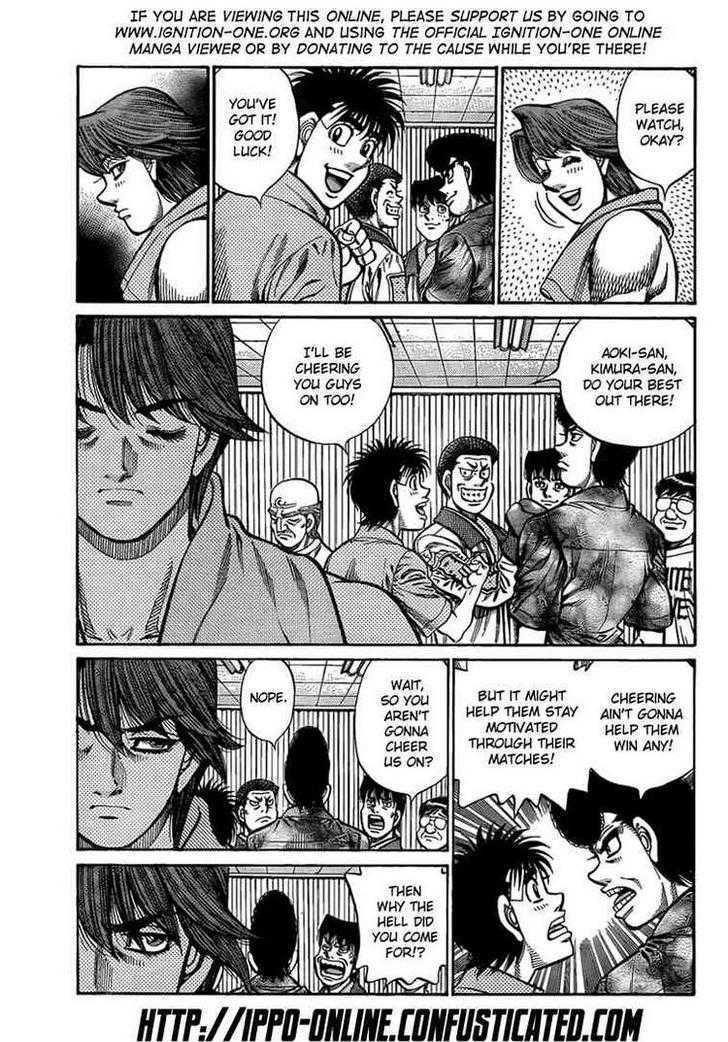 IF YOU ARE VIEWING THIS ONLINE, PLEASE SUPPORT US BY GOING TO
WWW.IGNITION-ONE.ORG AND USING THE OFFICIAL IGNITION-ONE ONLINE
MANGA VIEWER OR BY DONATING TO THE CAUSE WHILE YOU'RE THERE!
PLEASE
WATCH,
OKAY?
YOU'VE
GOT IT!
GOOD
LUCK!
AOKI-SAN,
KIMURA-SAN,
DO YOUR BEST
OUT THERE!
I'LL BE
CHEERING
YOU GUYS
ON TOO!
CHEERING
AIN'T GONNA
HELP THEM
WIN ANY!
BUT IT MIGHT
HELP THEM STAY
MOTIVATED
THROUGH THEIR
MATCHES!
WAIT,
SO YOU
AREN'T
GONNA
CHEER
US ON?
NOPE.
THEN
WHY THE
HELL DID
YOU COME
FOR!?
HTTP://IPPO-ONLINE.CONFUSTICATED.COM